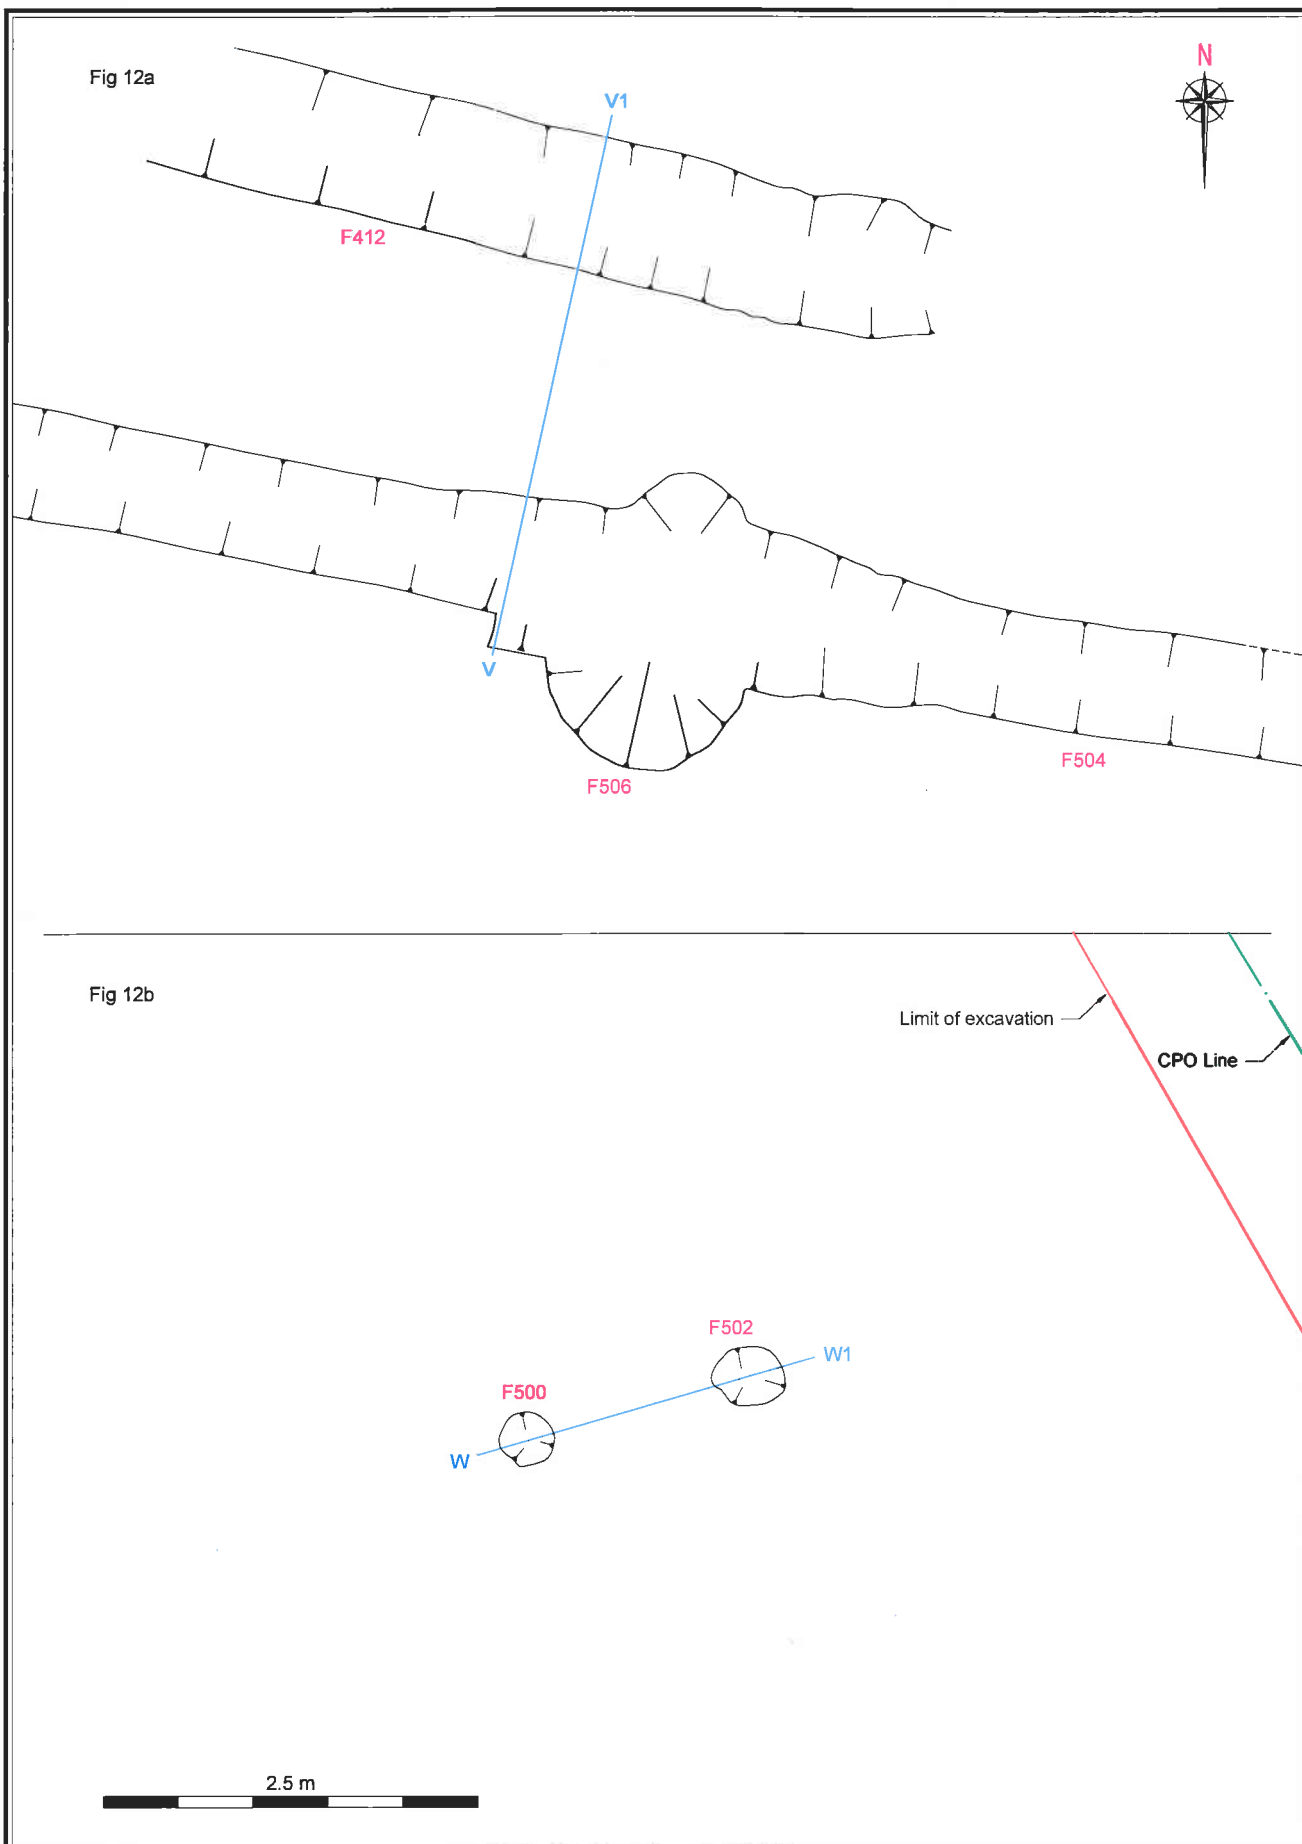 Fig 12a
N
V1
F412
V
F504
F506
Fig 12b
Limit of excavation
CPO Line
F502
W1
F500
W
2.5 m